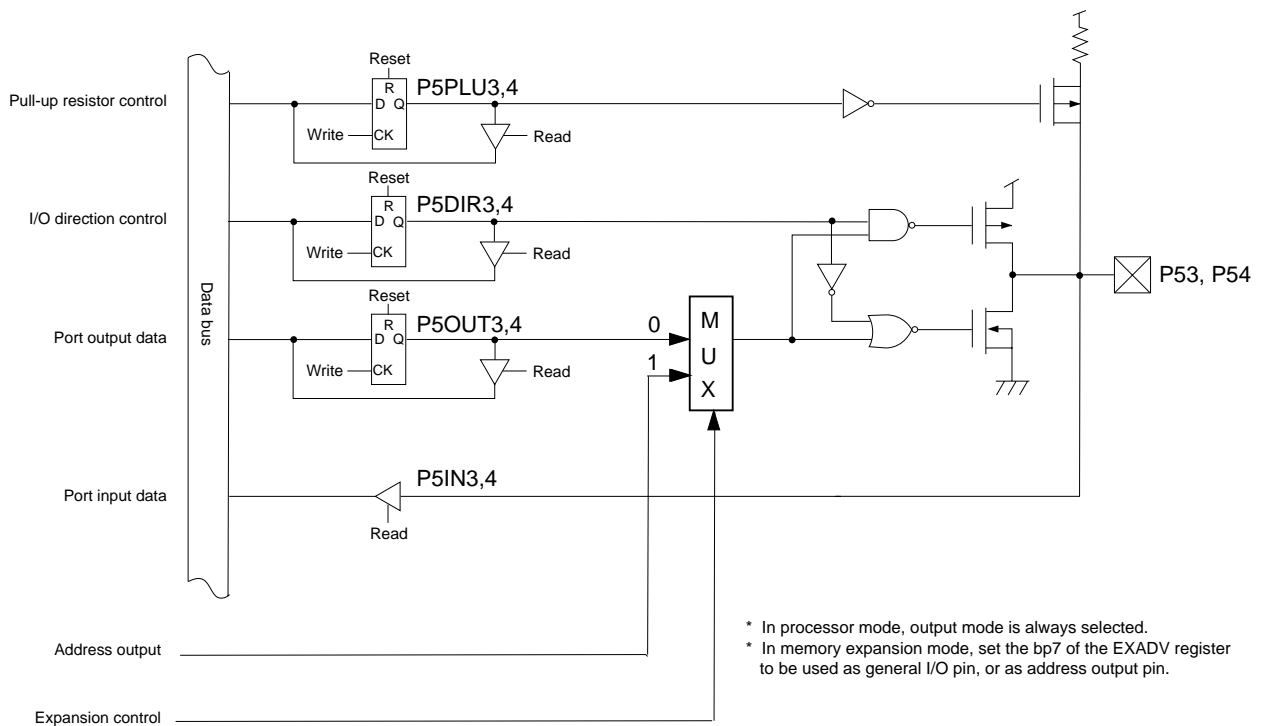 Reset
R
D Q
CK
P5PLU3,4
Pull-up resistor control
Write
Read
Reset
R
D Q
CK
P5DIR3,4
I/O direction control
Write
Read
Data bus
P53, P54
Reset
R
D Q
CK
P5OUT3,4
Port output data
Write
Read
0
1
M
U
X
P5IN3,4
Port input data
Read
* In processor mode, output mode is always selected.
* In memory expansion mode, set the bp7 of the EXADV register
to be used as general I/O pin, or as address output pin.
Address output
Expansion control